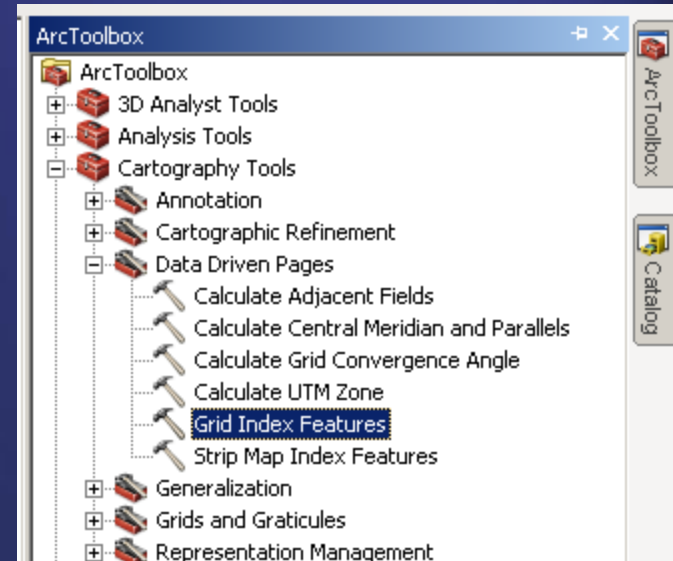 ArcToolbox
ArcToolbox
3D Analyst Tools
Analysis Tools
Cartography Tools
Annotation
Cartographic Refinement
Data Driven Pages
Calculate Adjacent Fields
Calculate Central Meridian and Parallels
Calculate Grid Convergence Angle
Calculate UTM Zone
Grid Index Features
Strip Map Index Features
Generalization
Grids and Graticules
Representation Management
ArcToolbox
Catalog